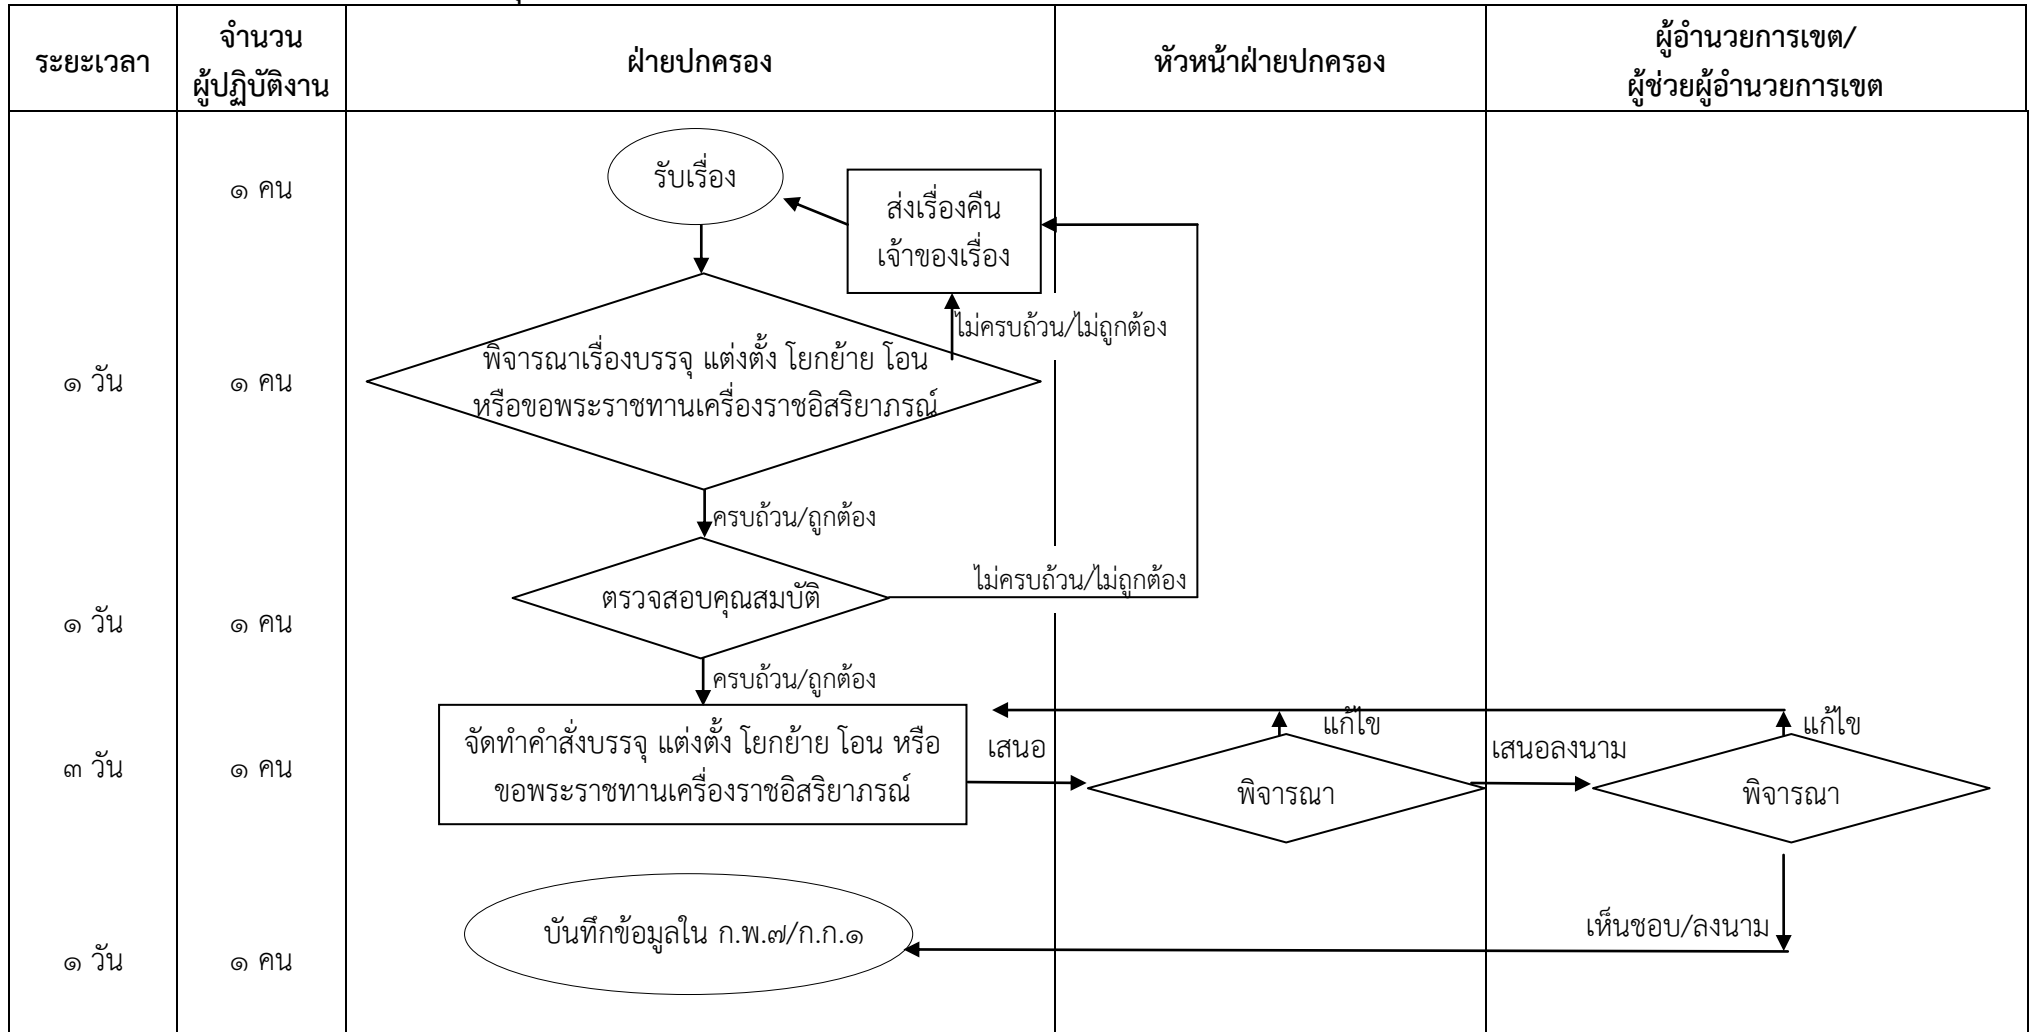 ระยะเวลา
จำนวน
ผู้ปฏิบัติงาน
ฝ่ายปกครอง
หัวหน้าฝ่ายปกครอง
ผู้อำนวยการเขต/
ผู้ช่วยผู้อำนวยการเขต
๑ คน
รับเรื่อง
ส่งเรื่องคืน
เจ้าของเรื่อง
ไม่ครบถ้วน/ไม่ถูกต้อง
๑ วัน
๑ คน
พิจารณาเรื่องบรรจุ แต่งตั้ง โยกย้าย โอน
หรือขอพระราชทานเครื่องราชอิสริยาภรณ์
ครบถ้วน/ถูกต้อง
๑ วัน
๑ คน
ตรวจสอบคุณสมบัติ
ไม่ครบถ้วน/ไม่ถูกต้อง
ครบถ้วน/ถูกต้อง
๓ วัน
๑ คน
จัดทำคำสั่งบรรจุ แต่งตั้ง โยกย้าย โอน หรือ
ขอพระราชทานเครื่องราชอิสริยาภรณ์
เสนอ
แก้ไข
พิจารณา
เสนอลงนาม
แก้ไข
พิจารณา
เห็นชอบ/ลงนาม
๑ วัน
๑ คน
บันทึกข้อมูลใน ก.พ.๗/ก.ก.๑